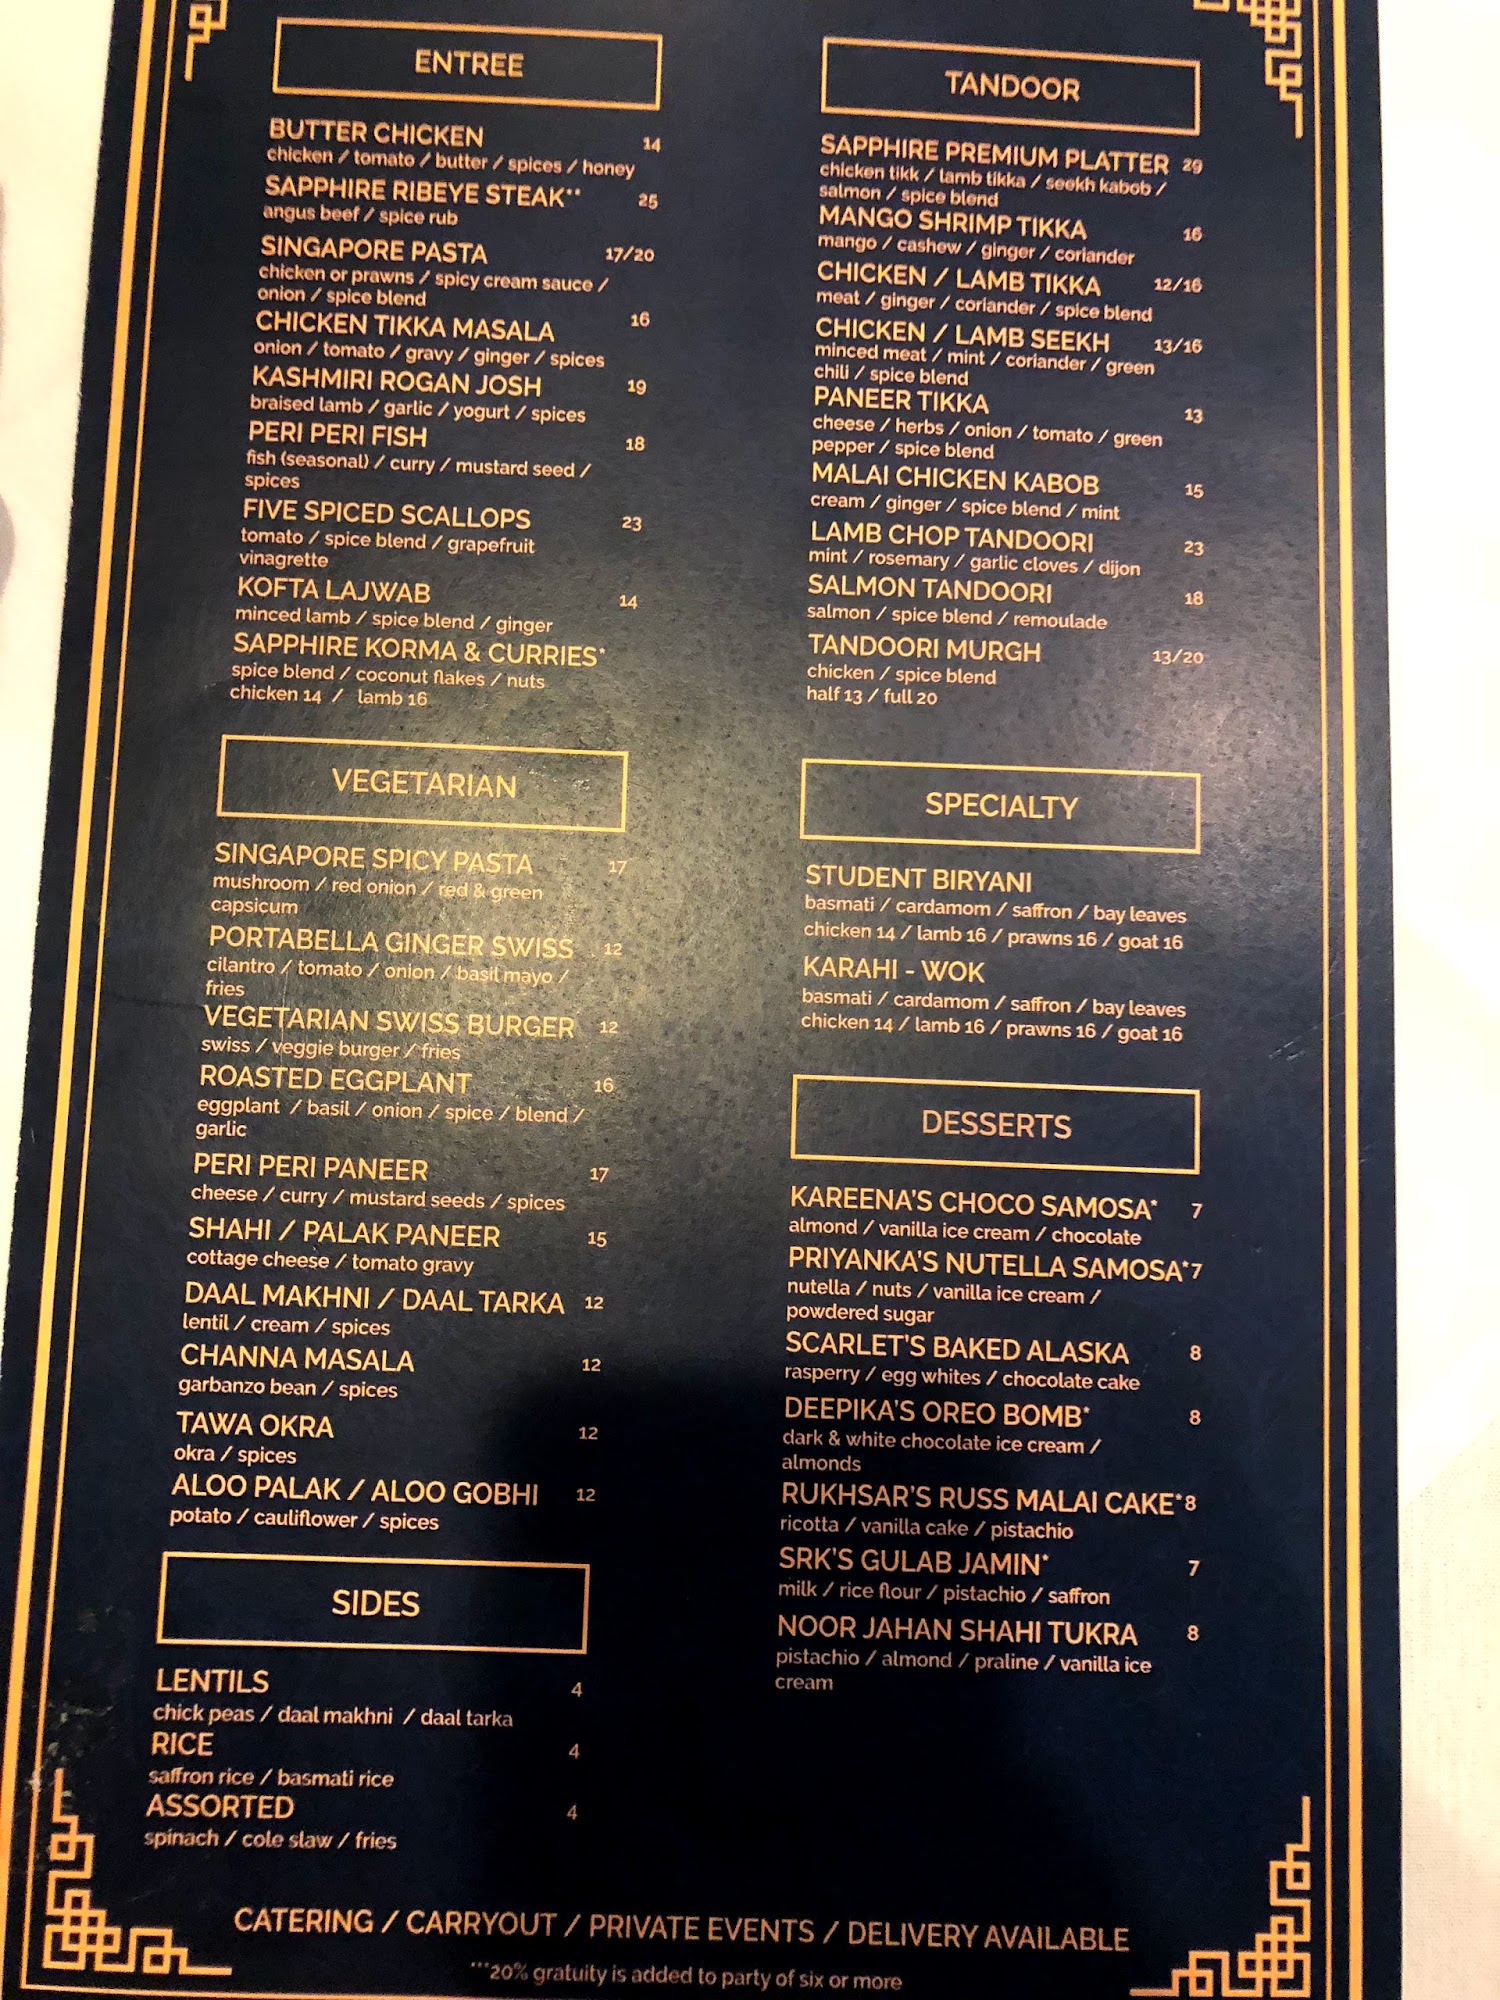 ENTREE
BUTTER CHICKEN 14
chicken / tomato / butter / spices / honey
SAPPHIRE RIBEYE STEAK** 25
angus beef / spice rub
SINGAPORE PASTA 17/20
chicken or prawns / spicy cream sauce /
onion / spice blend
CHICKEN TIKKA MASALA 16
onion / tomato / gravy / ginger / spices
KASHMIRI ROGAN JOSH 19
braised lamb / garlic / yogurt / spices
PERI PERI FISH 18
fish (seasonal) / curry / mustard seed /
spices
FIVE SPICED SCALLOPS 23
tomato / spice blend / grapefruit
vinagrette
KOFTA LAJWAB 14
minced lamb / spice blend / ginger
SAPPHIRE KORMA & CURRIES*
spice blend / coconut flakes / nuts
chicken 14 / lamb 16
VEGETARIAN
SINGAPORE SPICY PASTA 17
mushroom / red onion / red & green
capsicum
PORTABELLA GINGER SWISS 12
cilantro / tomato / onion / basil mayo /
fries
VEGETARIAN SWISS BURGER 12
swiss / veggie burger / fries
ROASTED EGGPLANT 16
eggplant / basil / onion / spice / blend /
garlic
PERI PERI PANEER 17
cheese / curry / mustard seeds / spices
SHAHI / PALAK PANEER 15
cottage cheese / tomato gravy
DAAL MAKHNI / DAAL TARKA 12
lentil / cream / spices
CHANNA MASALA 12
garbanzo bean / spices
TAWA OKRA 12
okra / spices
ALOO PALAK / ALOO GOBHI 12
potato / cauliflower / spices
SIDES
LENTILS 4
chick peas / daal makhni / daal tarka
RICE 4
saffron rice / basmati rice
ASSORTED 4
spinach / cole slaw / fries
TANDOOR
SAPPHIRE PREMIUM PLATTER 29
chicken tikk / lamb tikka / seekh kabob /
salmon / spice blend
MANGO SHRIMP TIKKA 16
mango / cashew / ginger / coriander
CHICKEN / LAMB TIKKA 12/16
meat / ginger / coriander / spice blend
CHICKEN / LAMB SEEKH 13/16
minced meat / mint / coriander / green
chili / spice blend
PANEER TIKKA 13
cheese / herbs / onion / tomato / green
pepper / spice blend
MALAI CHICKEN KABOB 15
cream / ginger / spice blend / mint
LAMB CHOP TANDOORI 23
mint / rosemary / garlic cloves / dijon
SALMON TANDOORI 18
salmon / spice blend / remoulade
TANDOORI MURGH 13/20
chicken / spice blend
half 13 / full 20
SPECIALTY
STUDENT BIRYANI
basmati / cardamom / saffron / bay leaves
chicken 14 / lamb 16 / prawns 16 / goat 16
KARAHI - WOK
basmati / cardamom / saffron / bay leaves
chicken 14 / lamb 16 / prawns 16 / goat 16
DESSERTS
KAREENA'S CHOCO SAMOSA* 7
almond / vanilla ice cream / chocolate
PRIYANKA'S NUTELLA SAMOSA* 7
nutella / nuts / vanilla ice cream /
powdered sugar
SCARLET'S BAKED ALASKA 8
rasperry / egg whites / chocolate cake
DEEPIKA'S OREO BOMB* 8
dark & white chocolate ice cream /
almonds
RUKHSAR'S RUSS MALAI CAKE* 8
ricotta / vanilla cake / pistachio
SRK'S GULAB JAMIN* 7
milk / rice flour / pistachio / saffron
NOOR JAHAN SHAHI TUKRA 8
pistachio / almond / praline / vanilla ice
cream
CATERING / CARRYOUT / PRIVATE EVENTS / DELIVERY AVAILABLE
***20% gratuity is added to party of six or more